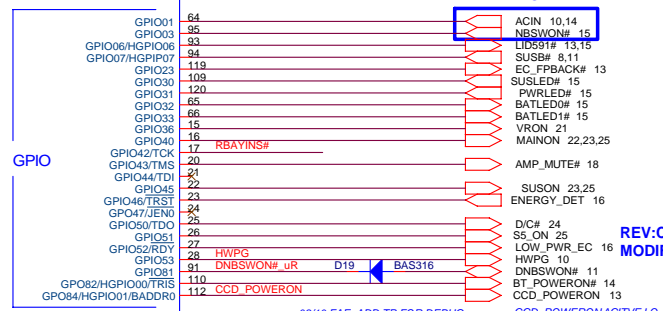 GPIO01 64 ACIN 10,14
GPIO03 95 NBSWON# 15
GPIO06/HGPIO06 93 LID591# 13,15
GPIO07/HGPIP07 94 SUSB# 8,11
GPIO23 119 EC_FPBACK# 13
GPIO30 109 SUSLED# 15
GPIO31 120 PWRLED# 15
GPIO32 65 BATLED0# 15
GPIO33 66 BATLED1# 15
GPIO36 15 VRON 21
GPIO40 16 MAINON 22,23,25
GPIO42/TCK 17 RBAYINS#
GPIO GPIO43/TMS 20 AMP_MUTE# 18
GPIO44/TDI 21
GPIO45 22 SUSON 23,25
GPIO46/TRST 23 ENERGY_DET 16
GPO47/JEN0 24
GPIO50/TDO 25 D/C# 24
GPIO51 26 S5_ON 25
GPIO52/RDY 27 LOW_PWR_EC 16
GPIO53 28 HWPG HWPG 10
GPIO81 91 DNBSWON#_uR D19 BAS316 DNBSWON# 11
GPO82/HGPIO00/TRIS 110 BT_POWERON# 14
GPO84/HGPIO01/BADDR0 112 CCD_POWERON CCD_POWERON 13